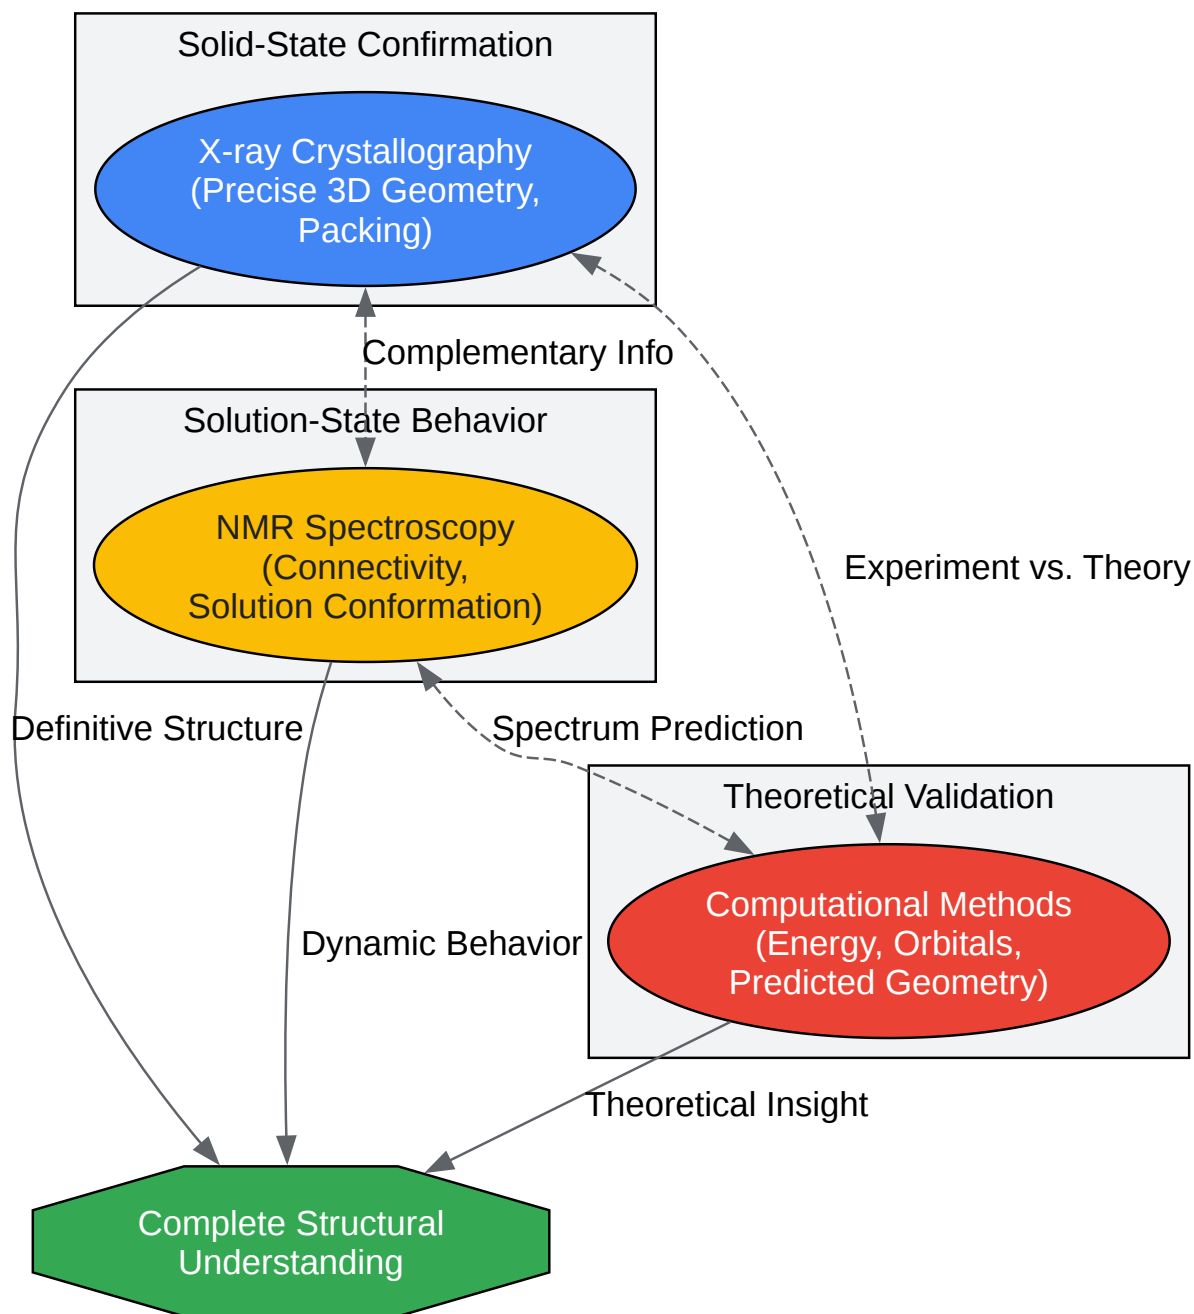 Solid-State Confirmation
X-ray Crystallography
(Precise 3D Geometry,
Packing)
Complementary Info
Solution-State Behavior
NMR Spectroscopy
(Connectivity,
Solution Conformation)
Experiment vs. Theory
Definitive Structure
Spectrum Prediction
Theoretical Validation
Computational Methods
(Energy, Orbitals,
Predicted Geometry)
Dynamic Behavior
Theoretical Insight
Complete Structural
Understanding